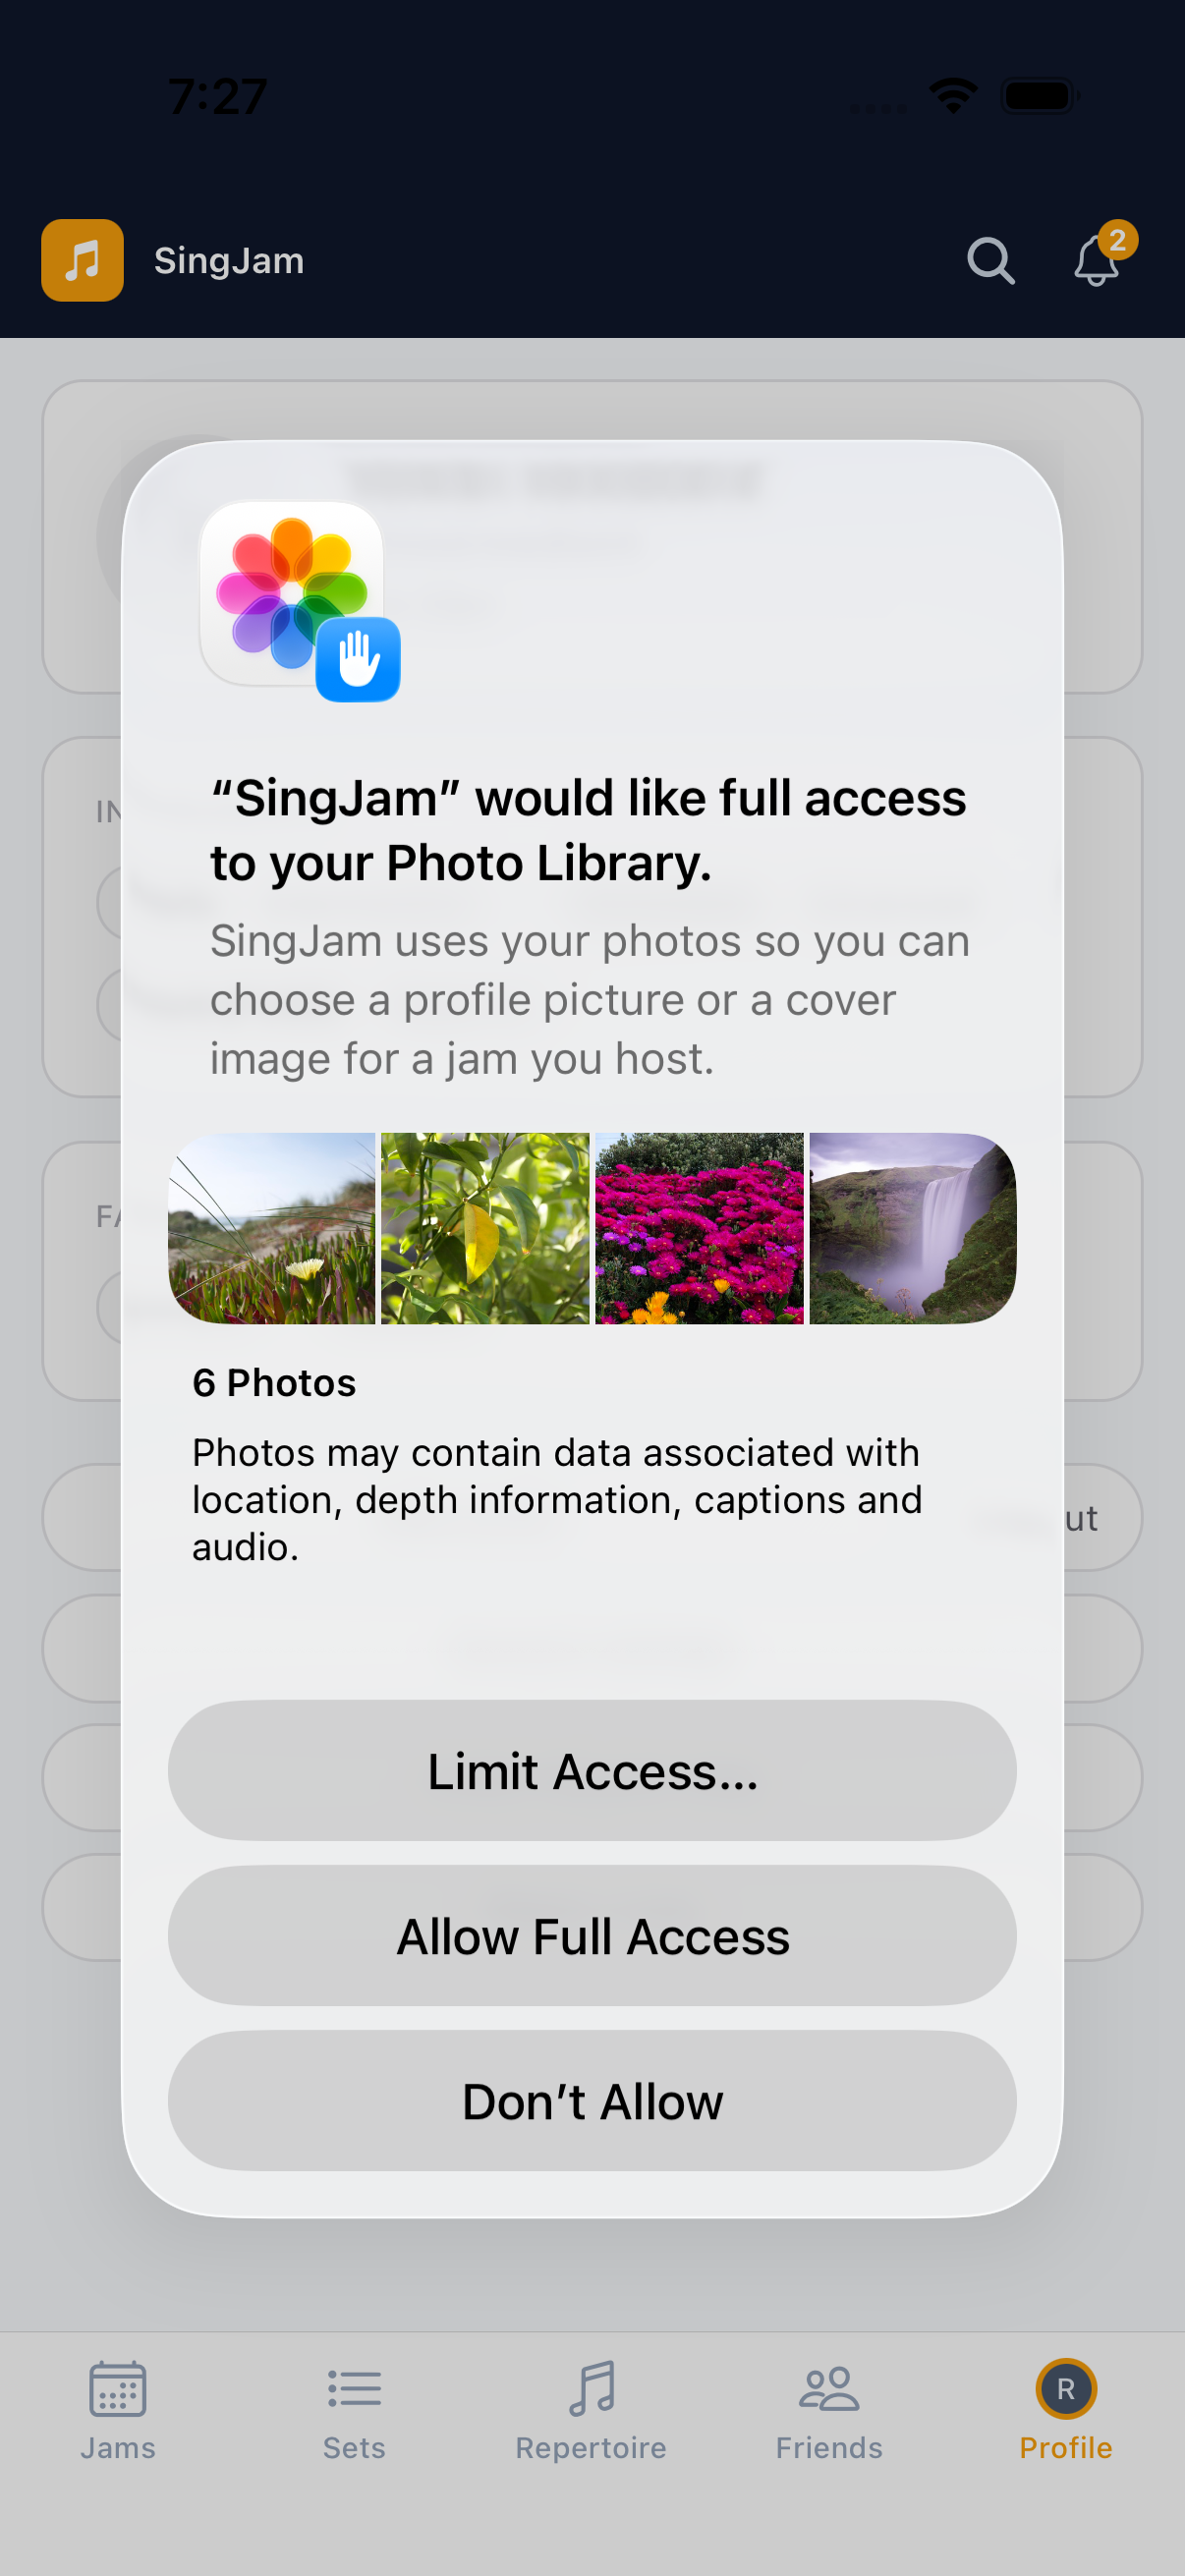 7:27
SingJam
2
“SingJam” would like full access
to your Photo Library.
SingJam uses your photos so you can
choose a profile picture or a cover
image for a jam you host.
6 Photos
Photos may contain data associated with
location, depth information, captions and
audio.
ut
Limit Access...
Allow Full Access
Don’t Allow
R
Jams
Sets
Repertoire
Friends
Profile